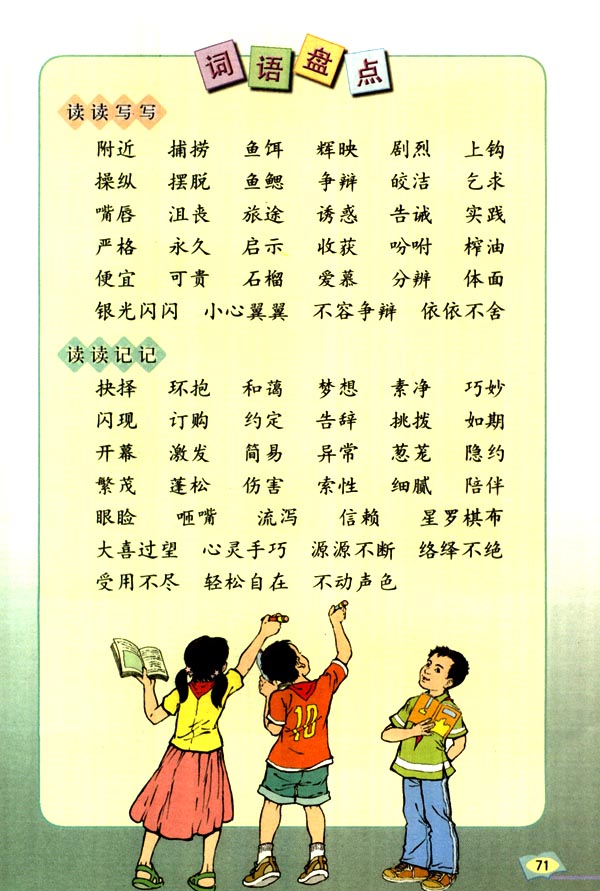 词语盘点
读读写写
附近 捕捞 鱼饵 辉映 剧烈 上钩
操纵 摆脱 鱼鳃 争辩 皎洁 乞求
嘴唇 沮丧 旅途 诱惑 告诫 实践
严格 永久 启示 收获 吩咐 榨油
便宜 可贵 石榴 爱慕 分辨 体面
银光闪闪 小心翼翼 不容争辩 依依不舍
读读记记
抉择 环抱 和蔼 梦想 素净 巧妙
闪现 订购 约定 告辞 挑拨 如期
开幕 激发 简易 异常 葱茏 隐约
繁茂 蓬松 伤害 索性 细腻 陪伴
眼睑 咂嘴 流泻 信赖 星罗棋布
大喜过望 心灵手巧 源源不断 络绎不绝
受用不尽 轻松自在 不动声色
10
71